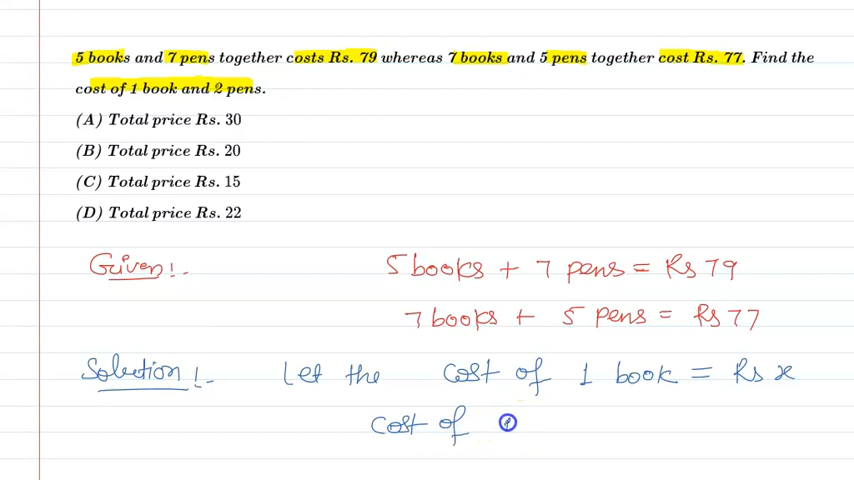 5 books and 7 pens together costs Rs. 79 whereas 7 books and 5 pens together cost Rs. 77. Find the
cost of 1 book and 2 pens.
(A) Total price Rs. 30
(B) Total price Rs. 20
(C) Total price Rs. 15
(D) Total price Rs. 22
Given:- 5 books + 7 pens = Rs 79
7 books + 5 pens = Rs 77
Solution:- Let the cost of 1 book = Rs x
Cost of